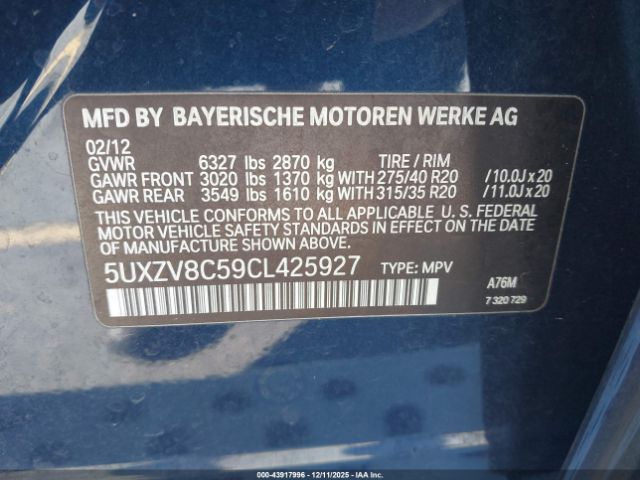 MFD BY BAYERISCHE MOTOREN WERKE AG
02/12
GVWR 6327 lbs 2870 kg TIRE / RIM
GAWR FRONT 3020 lbs 1370 kg WITH 275/40 R20 /10.0J x 20
GAWR REAR 3549 lbs 1610 kg WITH 315/35 R20 /11.0J x 20
THIS VEHICLE CONFORMS TO ALL APPLICABLE U. S. FEDERAL
MOTOR VEHICLE SAFETY STANDARDS IN EFFECT ON THE DATE
OF MANUFACTURE SHOWN ABOVE.
5UXZV8C59CL425927 TYPE: MPV
A76M
7 320 729
000-43917996 - 12/11/2025 - IAA, Inc.